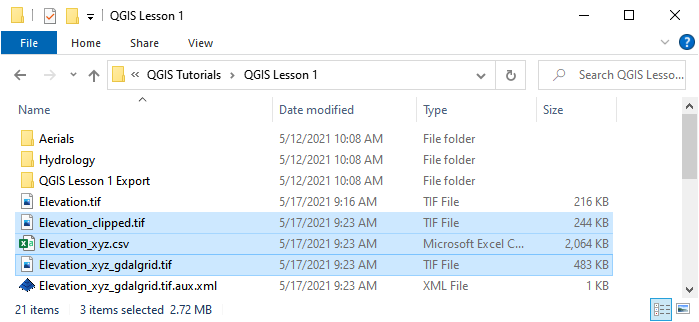 QGIS Lesson 1
File Home Share View
QGIS Tutorials QGIS Lesson 1 Search QGIS Lesso...
Name Date modified Type Size
Aerials 5/12/2021 10:08 AM File folder
Hydrology 5/12/2021 10:08 AM File folder
QGIS Lesson 1 Export 5/12/2021 10:08 AM File folder
Elevation.tif 5/17/2021 9:16 AM TIF File 216 KB
Elevation_clipped.tif 5/17/2021 9:23 AM TIF File 244 KB
Elevation_xyz.csv 5/17/2021 9:23 AM Microsoft Excel C... 2,064 KB
Elevation_xyz_gdalgrid.tif 5/17/2021 9:23 AM TIF File 483 KB
Elevation_xyz_gdalgrid.tif.aux.xml 5/17/2021 9:23 AM XML File 1 KB
21 items 3 items selected 2.72 MB